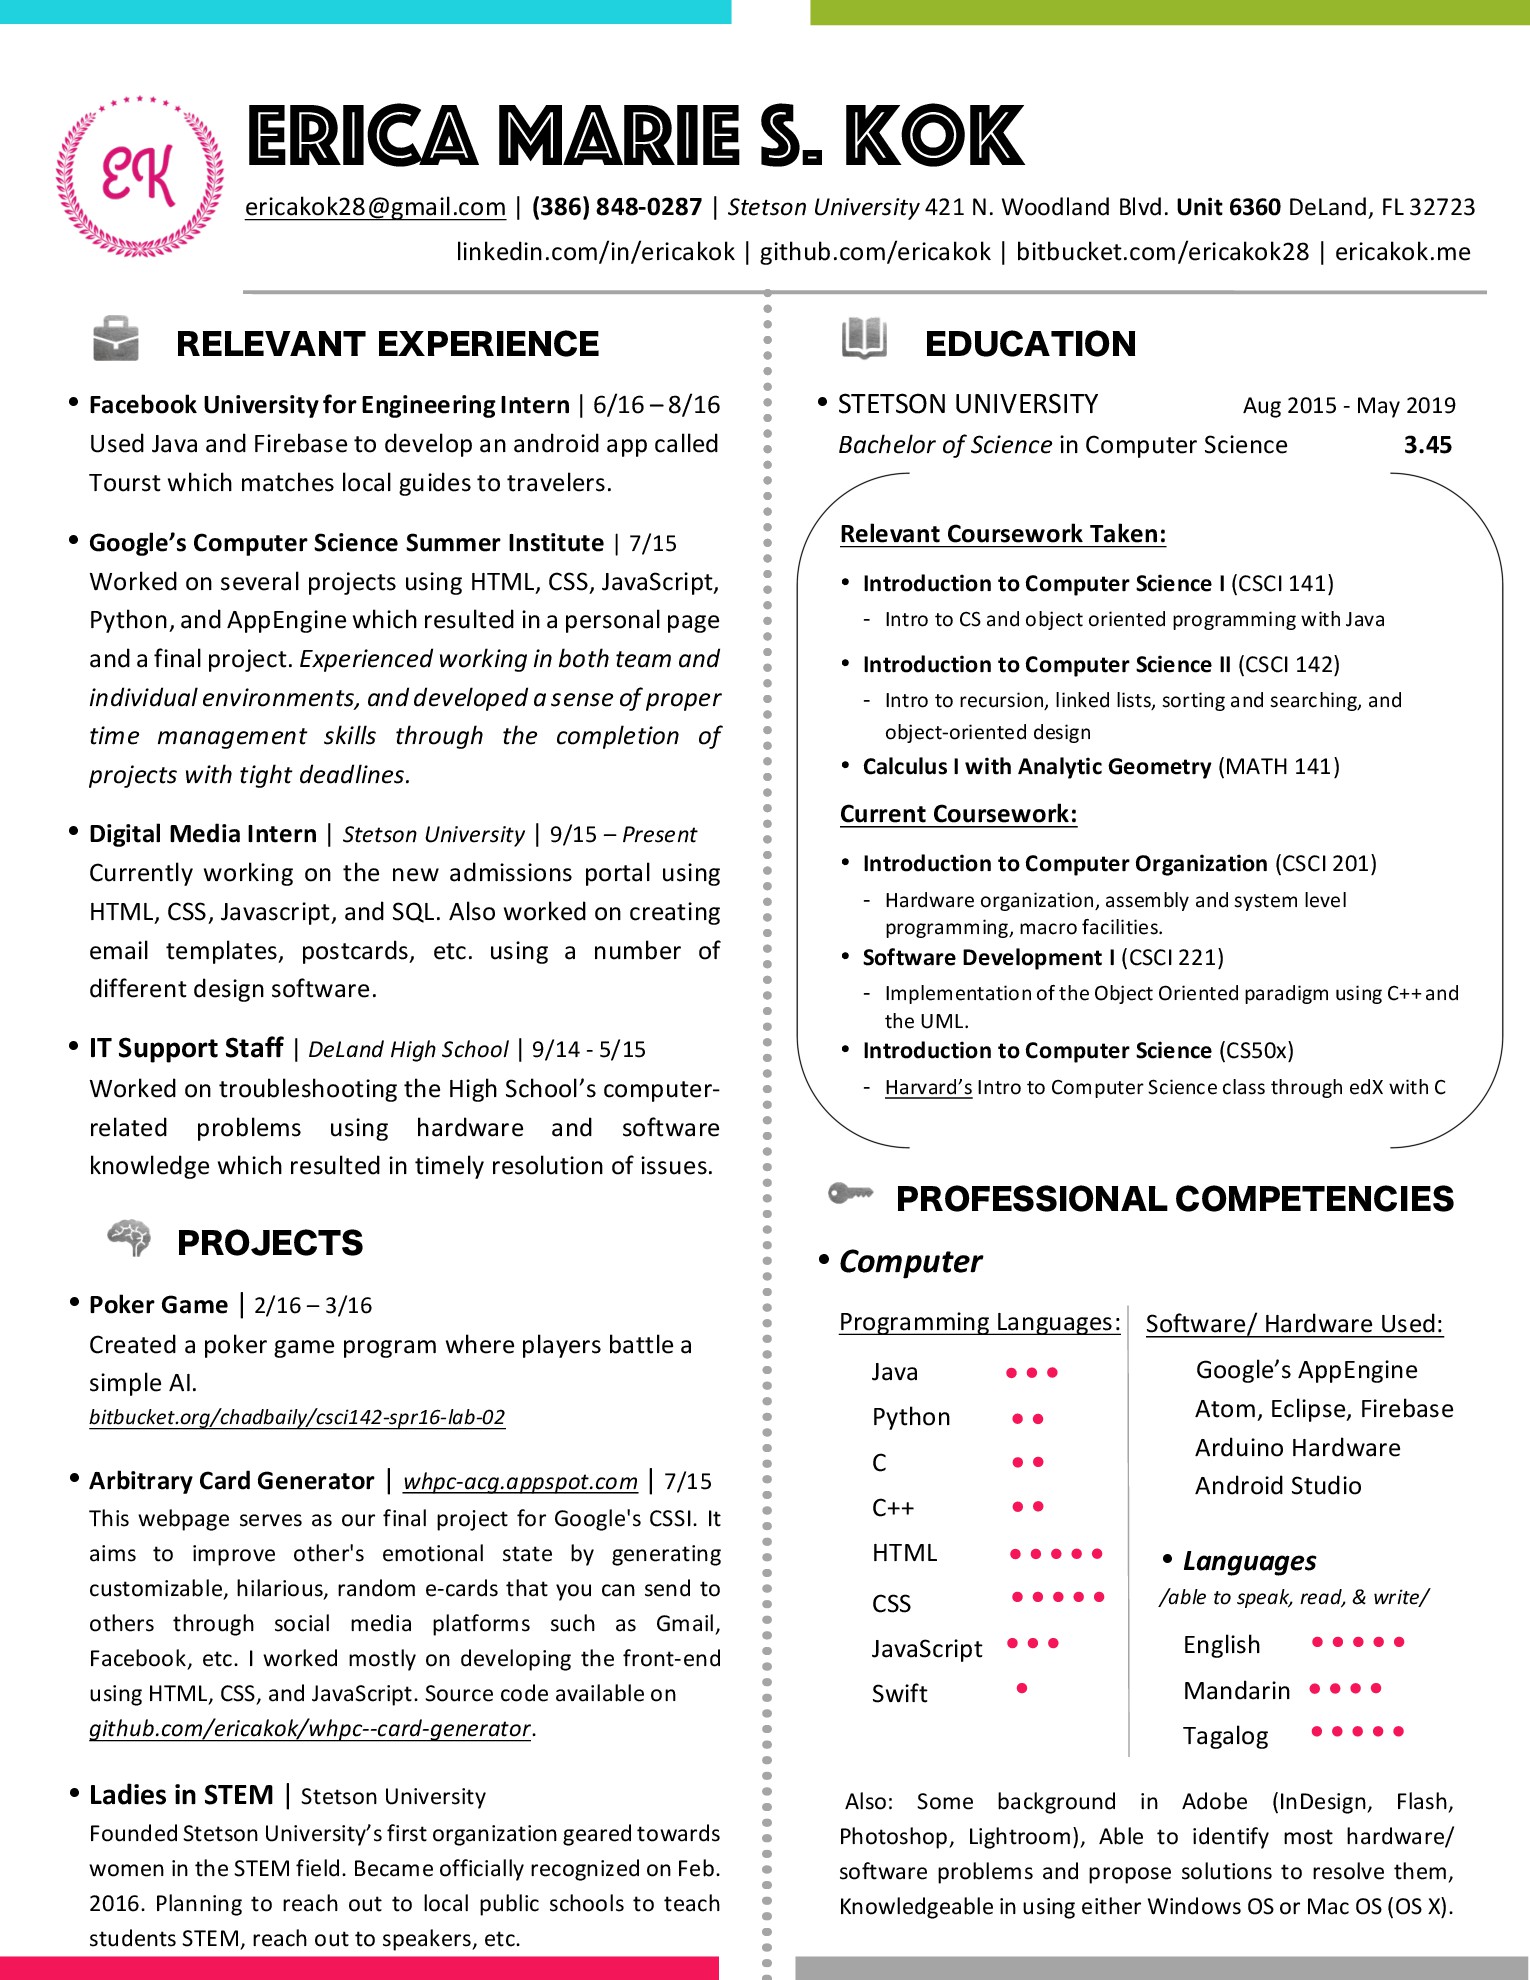 EK
ERICA MARIE S. KOK
ericakok28@gmail.com | (386) 848-0287 | Stetson University 421 N. Woodland Blvd. Unit 6360 DeLand, FL 32723
linkedin.com/in/ericakok | github.com/ericakok | bitbucket.com/ericakok28 | ericakok.me
RELEVANT EXPERIENCE
• Facebook University for Engineering Intern | 6/16 – 8/16
Used Java and Firebase to develop an android app called
Tourst which matches local guides to travelers.
• Google’s Computer Science Summer Institute | 7/15
Worked on several projects using HTML, CSS, JavaScript,
Python, and AppEngine which resulted in a personal page
and a final project. Experienced working in both team and
individual environments, and developed a sense of proper
time management skills through the completion of
projects with tight deadlines.
• Digital Media Intern | Stetson University | 9/15 – Present
Currently working on the new admissions portal using
HTML, CSS, Javascript, and SQL. Also worked on creating
email templates, postcards, etc. using a number of
different design software.
• IT Support Staff | DeLand High School | 9/14 - 5/15
Worked on troubleshooting the High School’s computer-
related problems using hardware and software
knowledge which resulted in timely resolution of issues.
PROJECTS
• Poker Game | 2/16 – 3/16
Created a poker game program where players battle a
simple AI.
bitbucket.org/chadbaily/csci142-spr16-lab-02
• Arbitrary Card Generator | whpc-acg.appspot.com | 7/15
This webpage serves as our final project for Google's CSSI. It
aims to improve other's emotional state by generating
customizable, hilarious, random e-cards that you can send to
others through social media platforms such as Gmail,
Facebook, etc. I worked mostly on developing the front-end
using HTML, CSS, and JavaScript. Source code available on
github.com/ericakok/whpc--card-generator.
• Ladies in STEM | Stetson University
Founded Stetson University’s first organization geared towards
women in the STEM field. Became officially recognized on Feb.
2016. Planning to reach out to local public schools to teach
students STEM, reach out to speakers, etc.
EDUCATION
• STETSON UNIVERSITY Aug 2015 - May 2019
Bachelor of Science in Computer Science 3.45
Relevant Coursework Taken:
• Introduction to Computer Science I (CSCI 141)
- Intro to CS and object oriented programming with Java
• Introduction to Computer Science II (CSCI 142)
- Intro to recursion, linked lists, sorting and searching, and
object-oriented design
• Calculus I with Analytic Geometry (MATH 141)
Current Coursework:
• Introduction to Computer Organization (CSCI 201)
- Hardware organization, assembly and system level
programming, macro facilities.
• Software Development I (CSCI 221)
- Implementation of the Object Oriented paradigm using C++ and
the UML.
• Introduction to Computer Science (CS50x)
- Harvard’s Intro to Computer Science class through edX with C
PROFESSIONAL COMPETENCIES
• Computer
Programming Languages:
Java
Python
C
C++
HTML
CSS
JavaScript
Swift
Software/ Hardware Used:
Google’s AppEngine
Atom, Eclipse, Firebase
Arduino Hardware
Android Studio
• Languages
/able to speak, read, & write/
English
Mandarin
Tagalog
Also: Some background in Adobe (InDesign, Flash,
Photoshop, Lightroom), Able to identify most hardware/
software problems and propose solutions to resolve them,
Knowledgeable in using either Windows OS or Mac OS (OS X).